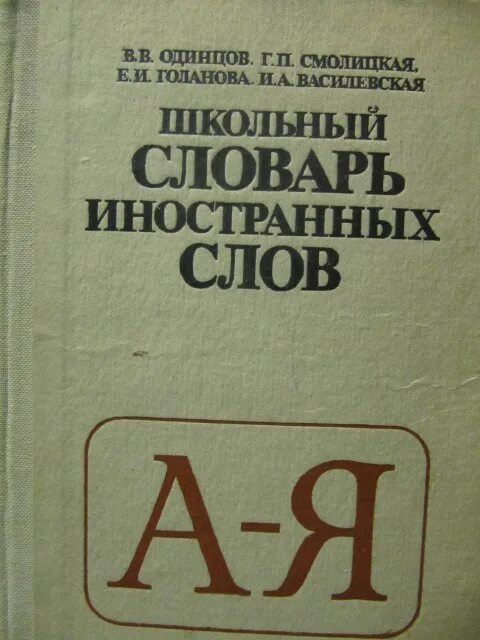 В.В. ОДИНЦОВ, Г.П. СМОЛИЦКАЯ,
Е.И. ГОЛАНОВА, И.А. ВАСИЛЕВСКАЯ
ШКОЛЬНЫЙ
СЛОВАРЬ
ИНОСТРАННЫХ
СЛОВ
А-Я